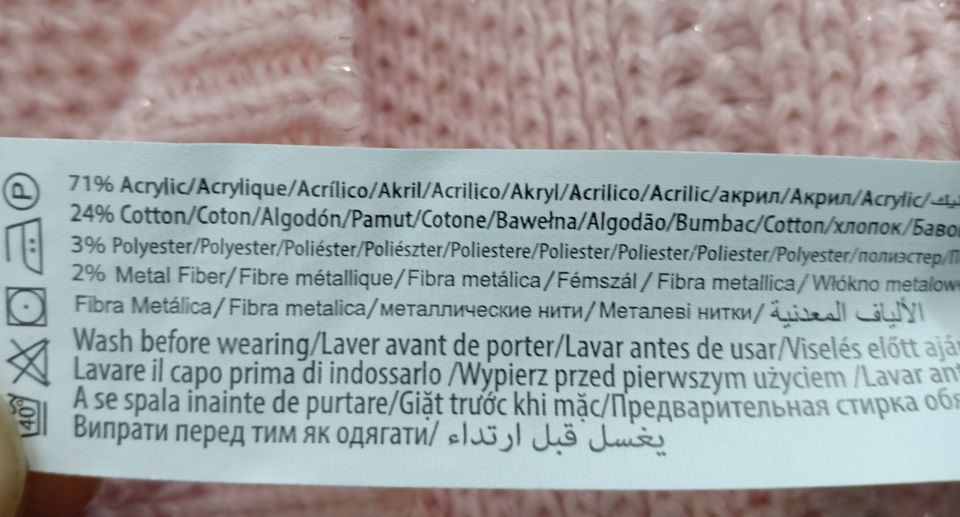 71% Acrylic/Acrylique/Acrílico/Akril/Acrilico/Akryl/Acrilico/Acrilic/акрил/Акрил/Acrylic/
24% Cotton/Coton/Algodón/Pamut/Cotone/Bawełna/Algodão/Bumbac/Cotton/хлопок/
3% Polyester/Polyester/Poliéster/Poliészter/Poliestere/Poliester/Poliester/Poliester/Polyester/полиэстер/
2% Metal Fiber/Fibre métallique/Fibra metálica/Fémszál/Fibra metallica/Włókno
Fibra Metálica/Fibra metalica/металлические нити/Металеві нитки/ الألياف المعدنية
Wash before wearing/Laver avant de porter/Lavar antes de usar/Viselés előtt
Lavare il capo prima di indossarlo /Wypierz przed pierwszym użyciem /Lavar
A se spala inainte de purtare/Giặt trước khi mặc/Предварительная стирка
Випрати перед тим як одягати/ يغسل قبل ارتداء
P
40°